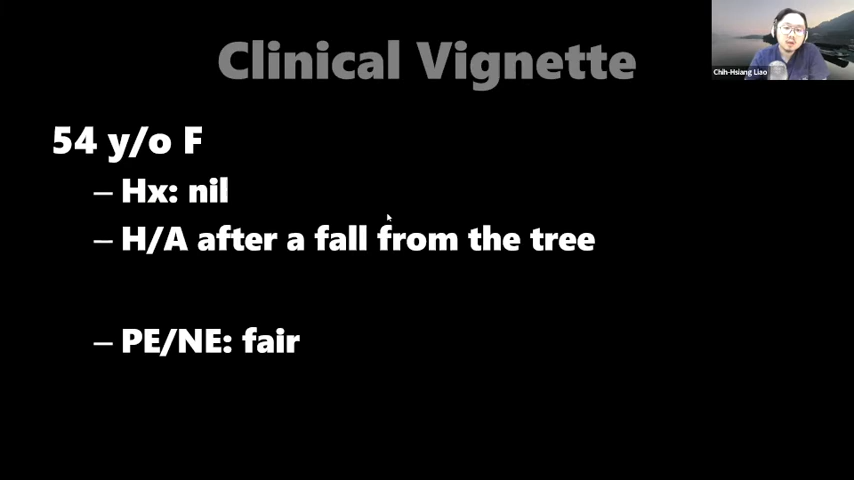 Clinical Vignette
Chih-Hsiang Liao
54 y/o F
– Hx: nil
– H/A after a fall from the tree
– PE/NE: fair